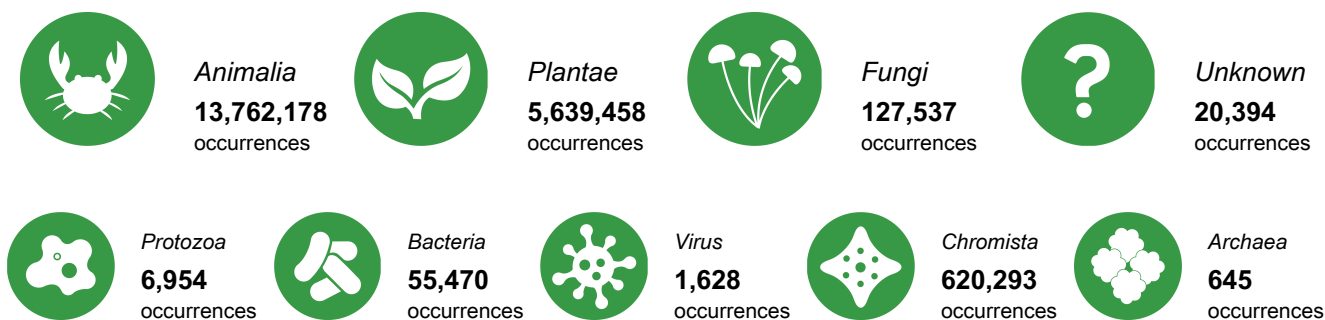 Animalia
13,762,178
occurrences
Plantae
5,639,458
occurrences
Fungi
127,537
occurrences
?
Unknown
20,394
occurrences
Protozoa
6,954
occurrences
Bacteria
55,470
occurrences
Virus
1,628
occurrences
Chromista
620,293
occurrences
Archaea
645
occurrences